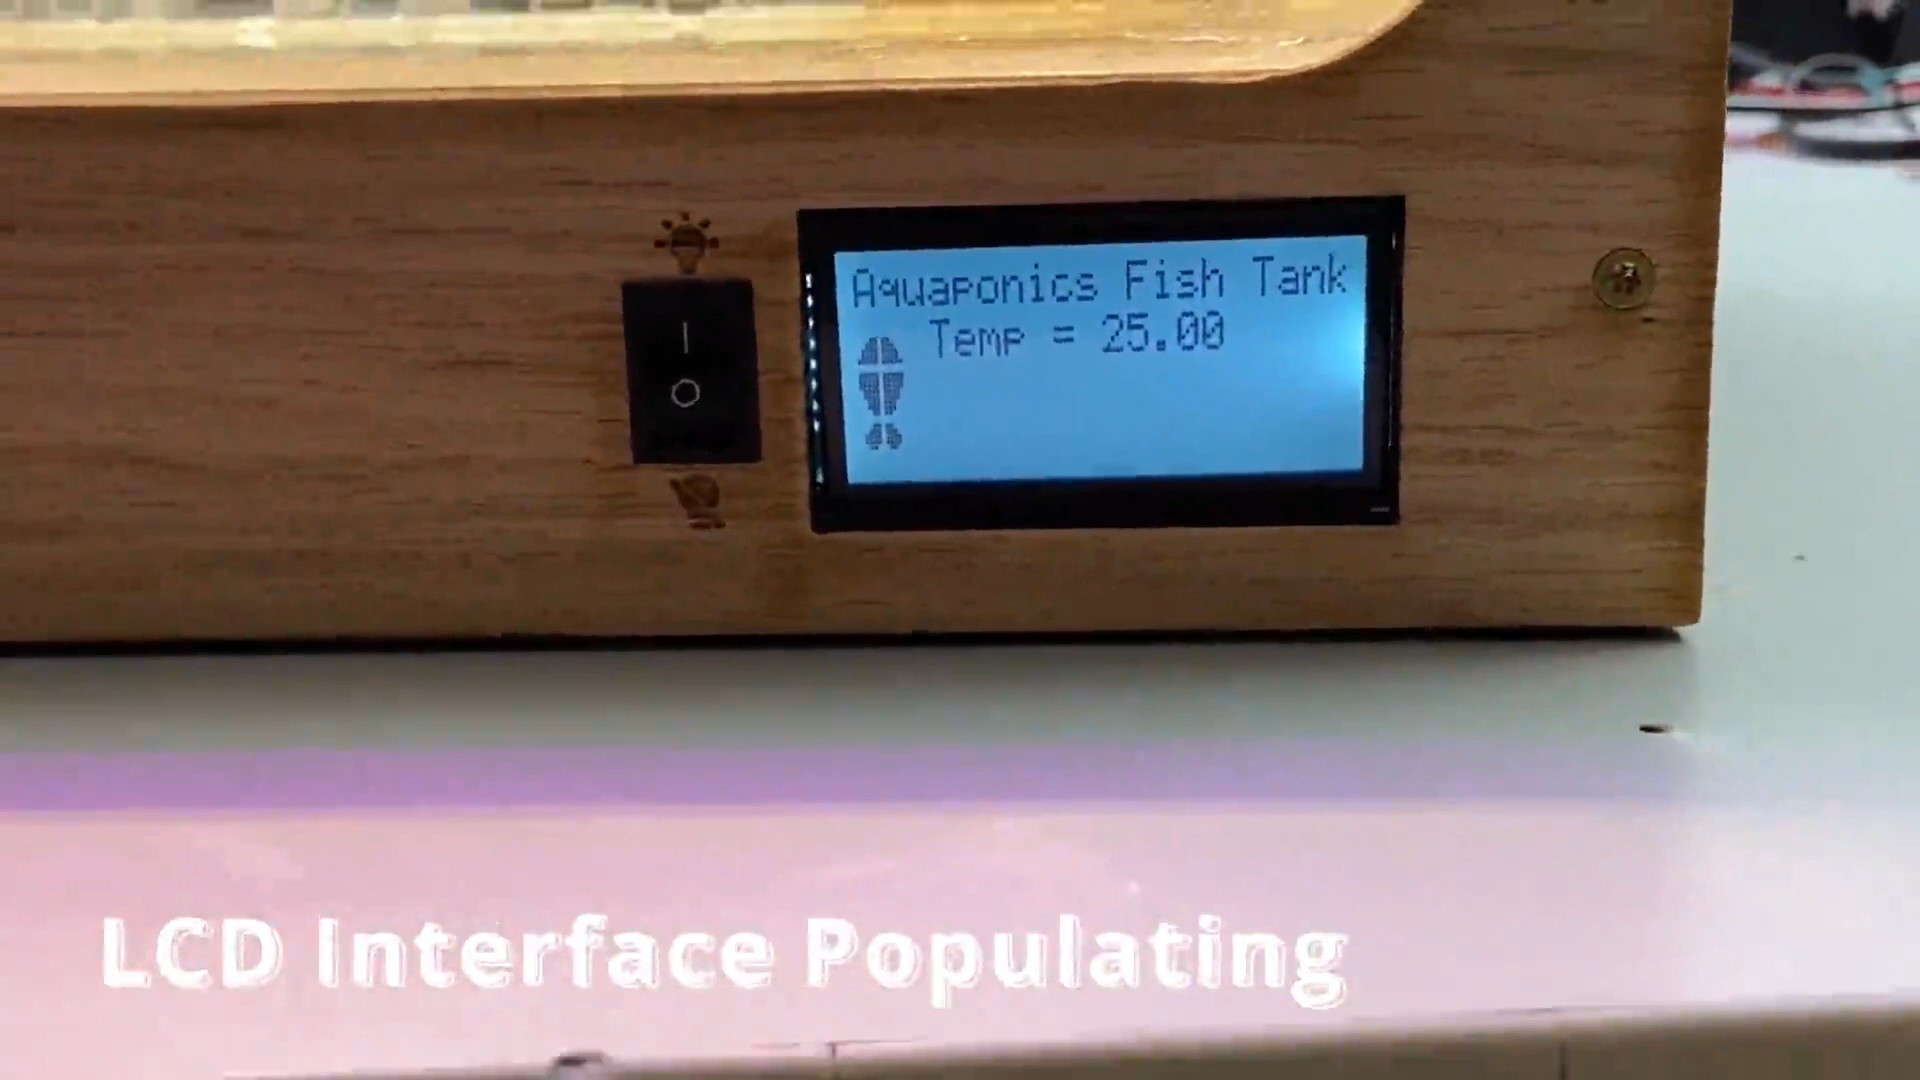 Aquaponics Fish Tank
Temp = 25.00
LCD Interface Populating